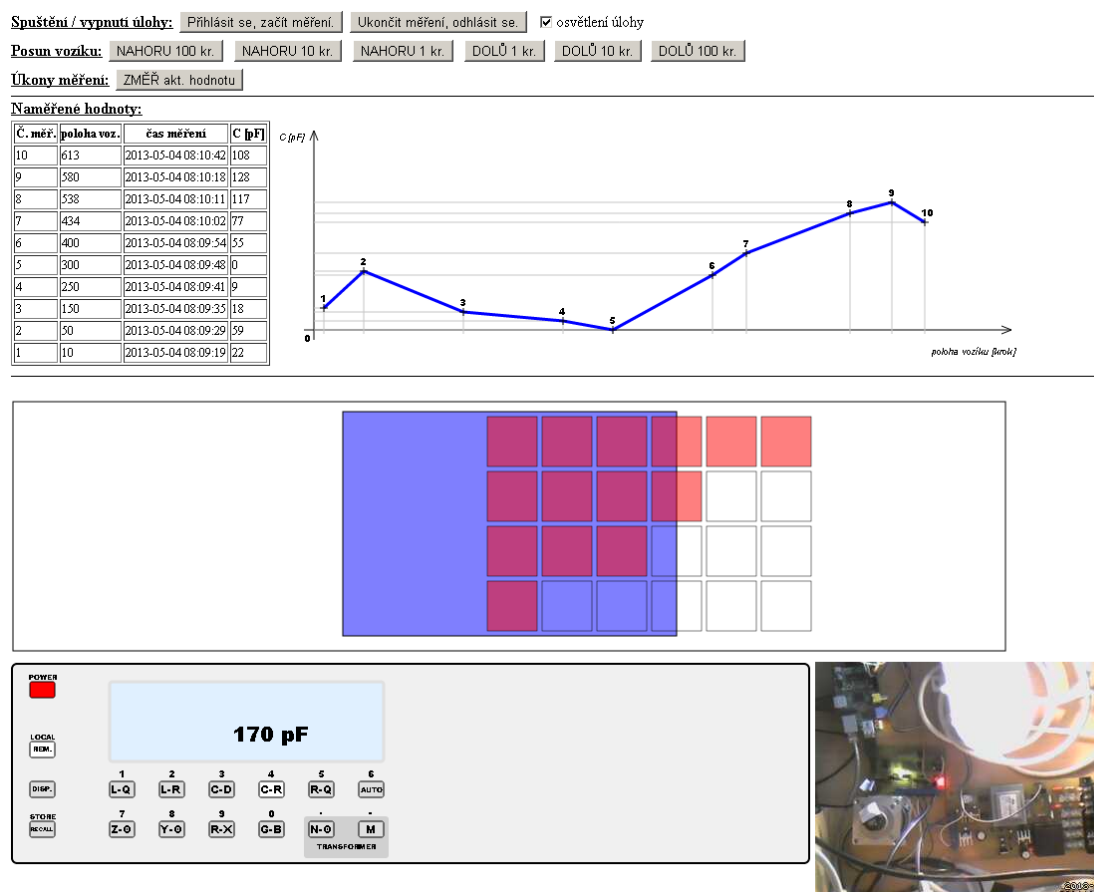 Spuštění / vypnutí úlohy: Přihlásit se, začít měření. Ukončit měření, odhlásit se. osvětlení úlohy
Posun vozíku: NAHORU 100 kr. NAHORU 10 kr. NAHORU 1 kr. DOLŮ 1 kr. DOLŮ 10 kr. DOLŮ 100 kr.
Úkony měření: ZMĚŘ akt. hodnotu
Naměřené hodnoty:
Č. měř. poloha voz. čas měření C [pF]
10 613 2013-05-04 08:10:42 108
9 580 2013-05-04 08:10:18 128
8 538 2013-05-04 08:10:11 117
7 434 2013-05-04 08:10:02 77
6 400 2013-05-04 08:09:54 55
5 300 2013-05-04 08:09:48 0
4 250 2013-05-04 08:09:41 9
3 150 2013-05-04 08:09:35 18
2 50 2013-05-04 08:09:29 59
1 10 2013-05-04 08:09:19 22
C [pF]
1 2 3 4 5 6 7 8 9 10
0
poloha vozíku [krok]
POWER
170 pF
LOCAL
REM.
1 2 3 4 5 6
DISP. L-Q L-R C-D C-R R-Q AUTO
STORE 7 8 9 0 . -
RECALL Z-Θ Y-Θ R-X G-B N-Θ M
TRANSFORMER
2013-